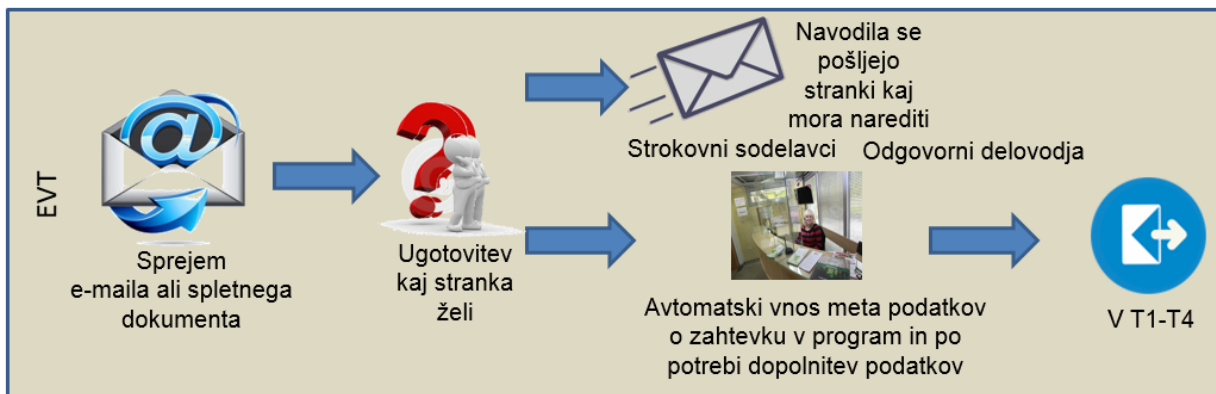 EVT
Sprejem
e-maila ali spletnega
dokumenta
Ugotovitev
kaj stranka
želi
Navodila se
pošljejo
stranki kaj
mora narediti
Strokovni sodelavci
Odgovorni delovodja
Avtomatski vnos meta podatkov
o zahtevku v program in po
potrebi dopolnitev podatkov
V T1-T4